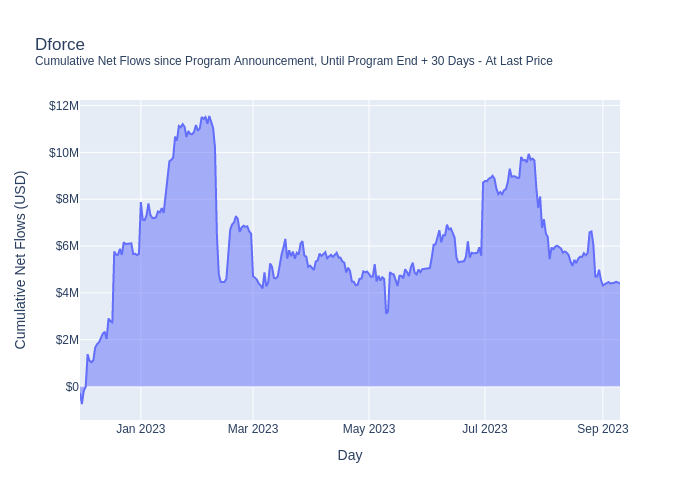 Dforce
Cumulative Net Flows since Program Announcement, Until Program End + 30 Days - At Last Price
$12M
$10M
$8M
$6M
$4M
$2M
$0
Cumulative Net Flows (USD)
Jan 2023
Mar 2023
May 2023
Jul 2023
Sep 2023
Day